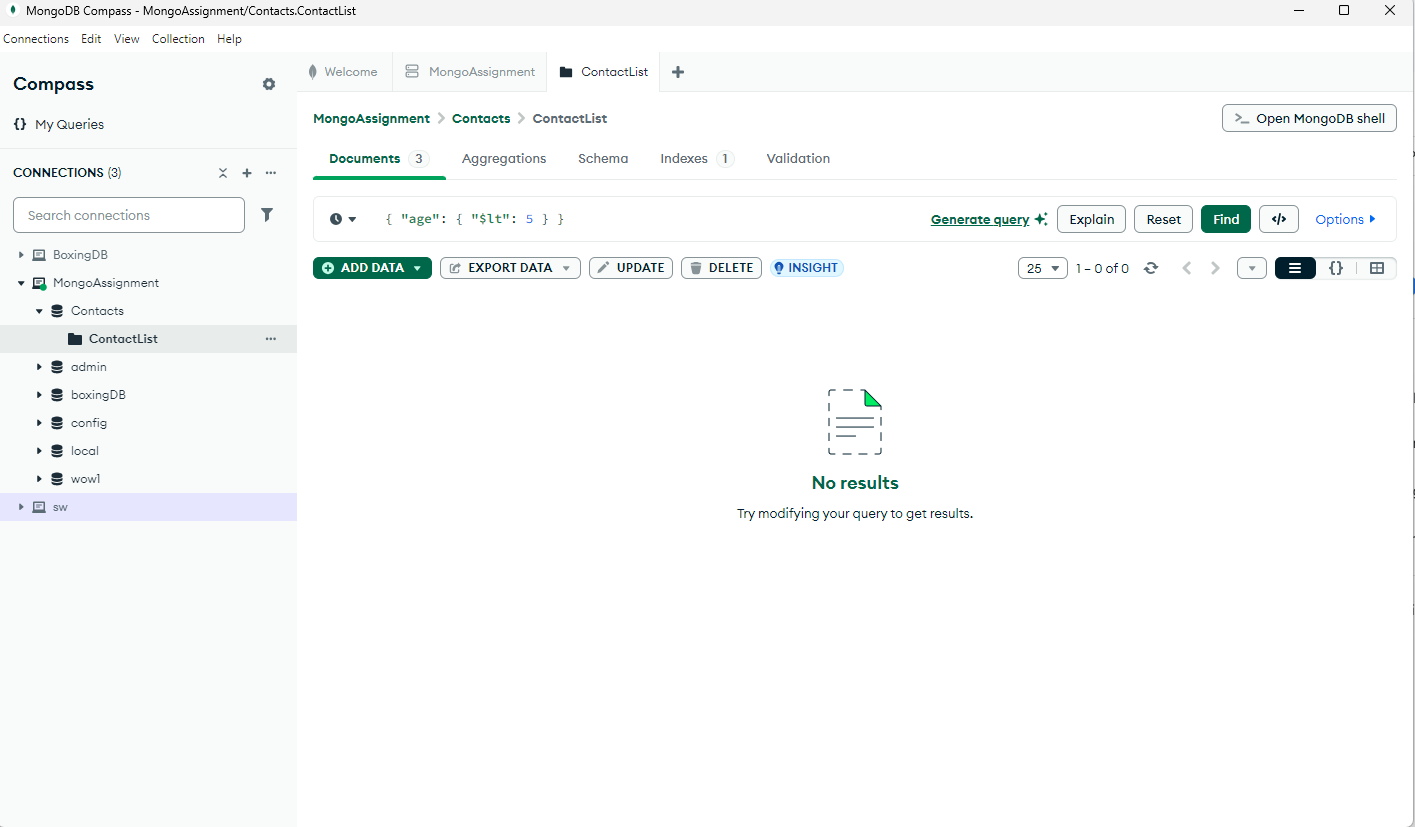 MongoDB Compass - MongoAssignment/Contacts.ContactList
Connections Edit View Collection Help
Compass
{} My Queries
CONNECTIONS (3)
Search connections
BoxingDB
MongoAssignment
Contacts
ContactList
admin
boxingDB
config
local
wow1
sw
Welcome MongoAssignment ContactList
MongoAssignment > Contacts > ContactList
>_ Open MongoDB shell
Documents 3 Aggregations Schema Indexes 1 Validation
{ "age": { "$lt": 5 } }
Generate query Explain Reset Find </> Options
ADD DATA EXPORT DATA UPDATE DELETE INSIGHT
25 1 – 0 of 0 {}
No results
Try modifying your query to get results.